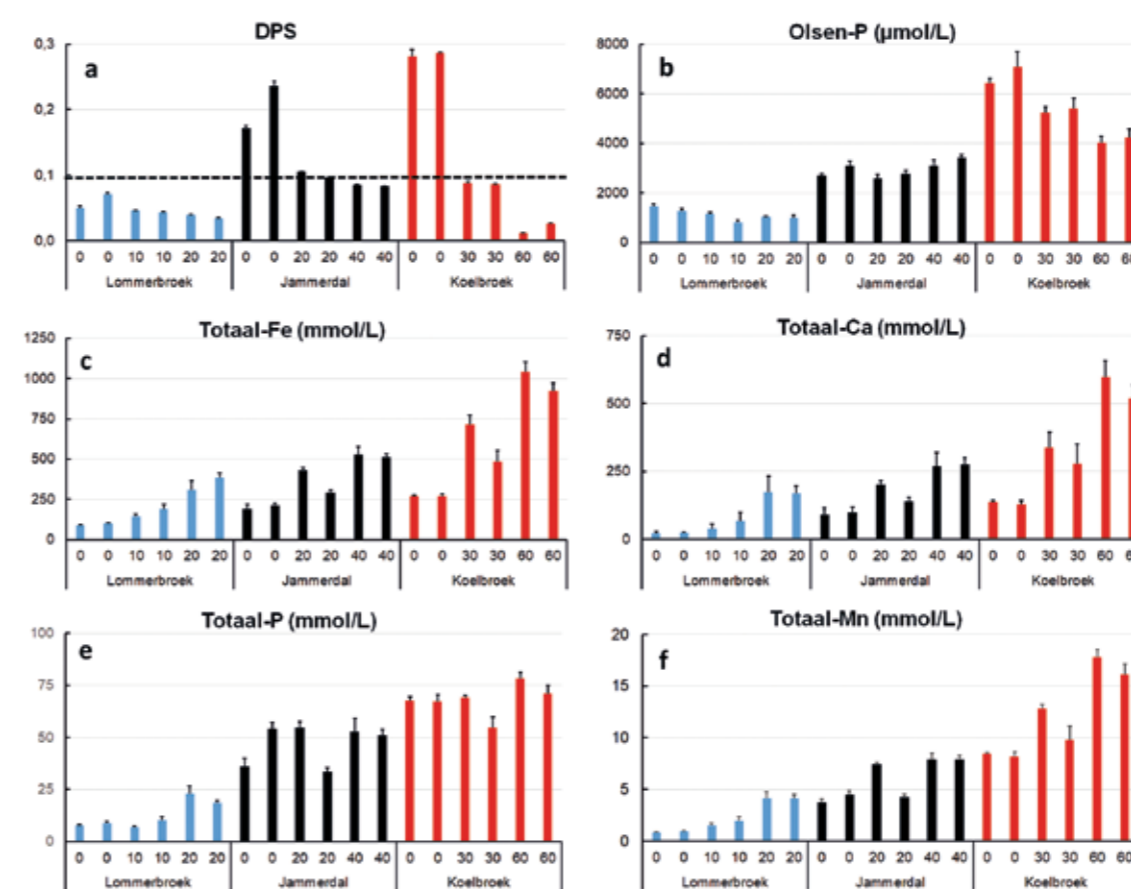 DPS
a
0,3
0,2
0,1
0,0
0 0 10 10 20 20 0 0 20 20 40 40 0 0 30 30 60 60
Lommerbroek Jammerdal Koelbroek
Olsen-P (µmol/L)
b
8000
6000
4000
2000
0
0 0 10 10 20 20 0 0 20 20 40 40 0 0 30 30 60
Lommerbroek Jammerdal Koelbroek
Totaal-Fe (mmol/L)
c
1250
1000
750
500
250
0
0 0 10 10 20 20 0 0 20 20 40 40 0 0 30 30 60 60
Lommerbroek Jammerdal Koelbroek
Totaal-Ca (mmol/L)
d
750
500
250
0
0 0 10 10 20 20 0 0 20 20 40 40 0 0 30 30 60
Lommerbroek Jammerdal Koelbroek
Totaal-P (mmol/L)
e
100
75
50
25
0
0 0 10 10 20 20 0 0 20 20 40 40 0 0 30 30 60 60
Lommerbroek Jammerdal Koelbroek
Totaal-Mn (mmol/L)
f
20
15
10
5
0
0 0 10 10 20 20 0 0 20 20 40 40 0 0 30 30 60 60
Lommerbroek Jammerdal Koelbroek